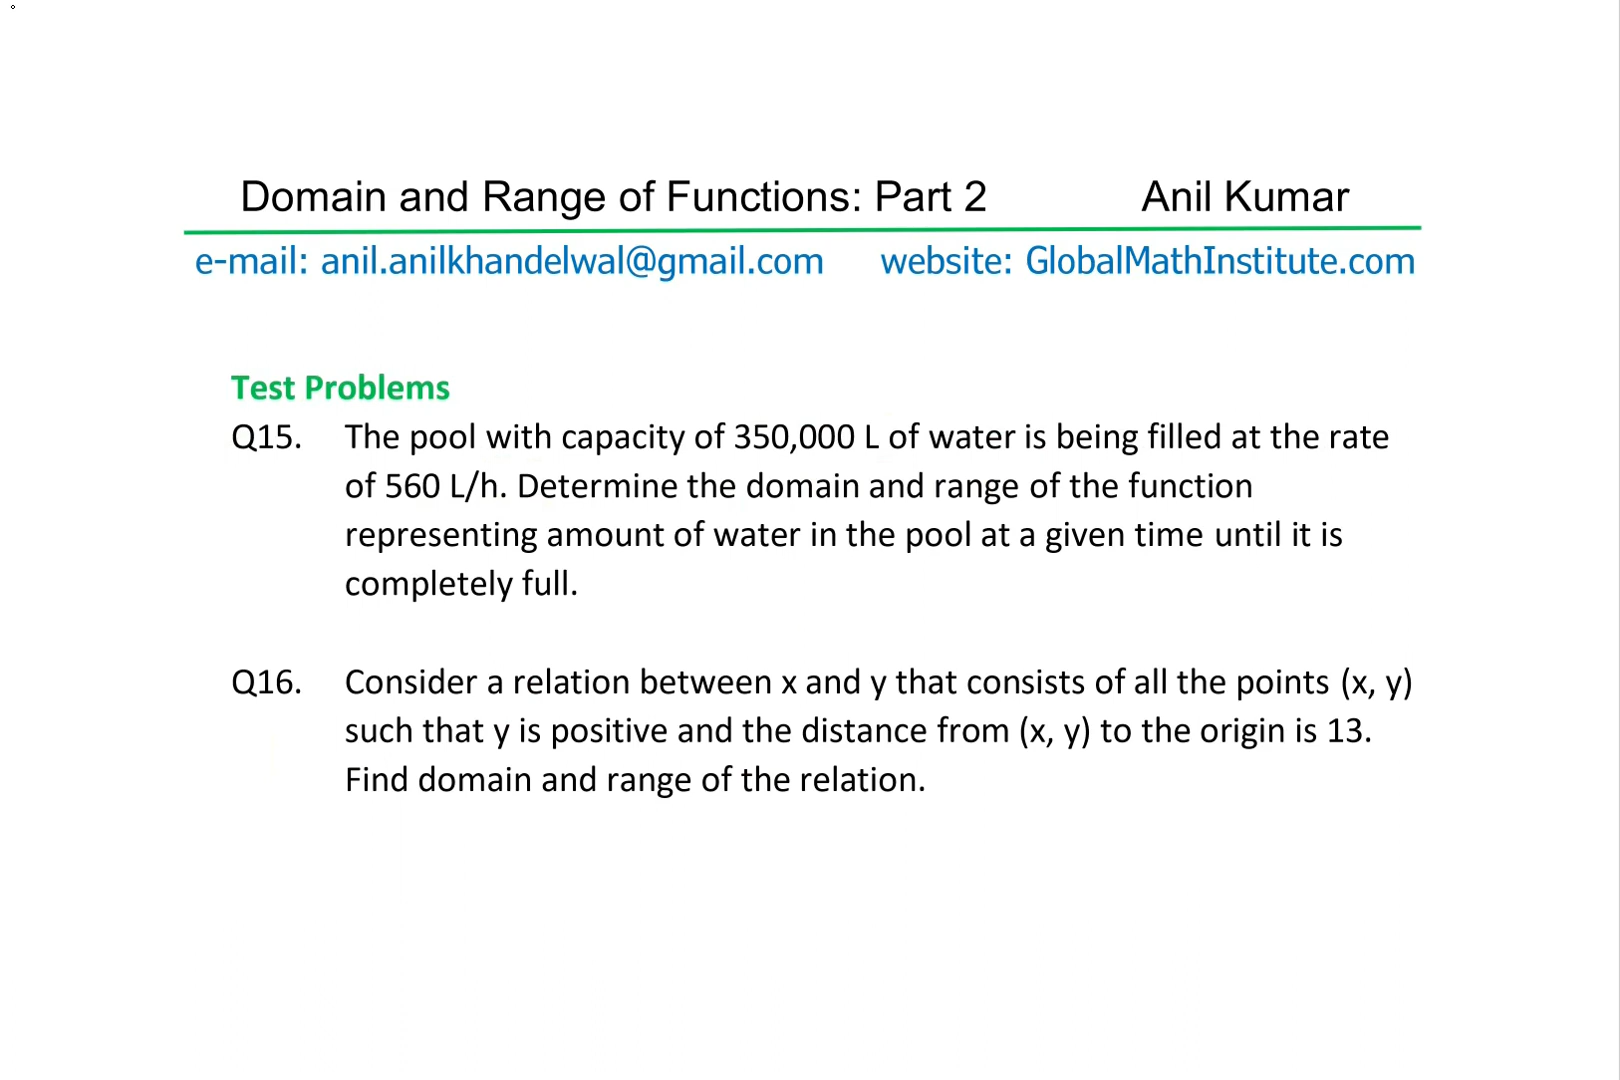 Domain and Range of Functions: Part 2 Anil Kumar
e-mail: anil.anilkhandelwal@gmail.com website: GlobalMathInstitute.com
Test Problems
Q15. The pool with capacity of 350,000 L of water is being filled at the rate
of 560 L/h. Determine the domain and range of the function
representing amount of water in the pool at a given time until it is
completely full.
Q16. Consider a relation between x and y that consists of all the points (x, y)
such that y is positive and the distance from (x, y) to the origin is 13.
Find domain and range of the relation.